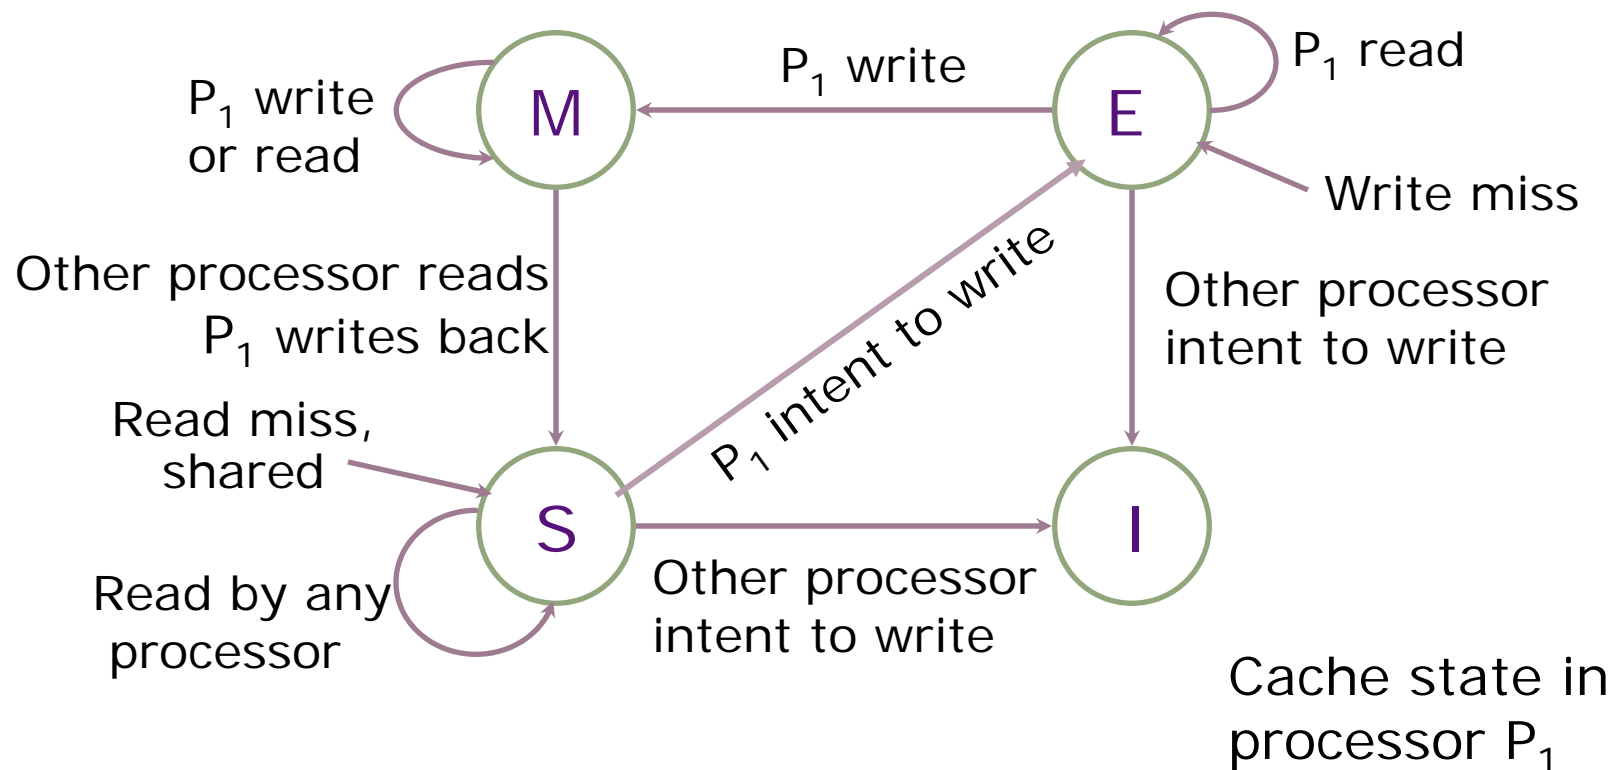 P₁ write
P₁ read
P₁ write
or read
M
E
Write miss
Other processor reads
P₁ writes back
P₁ intent to write
Other processor
intent to write
Read miss,
shared
S
I
Read by any
processor
Other processor
intent to write
Cache state in
processor P₁